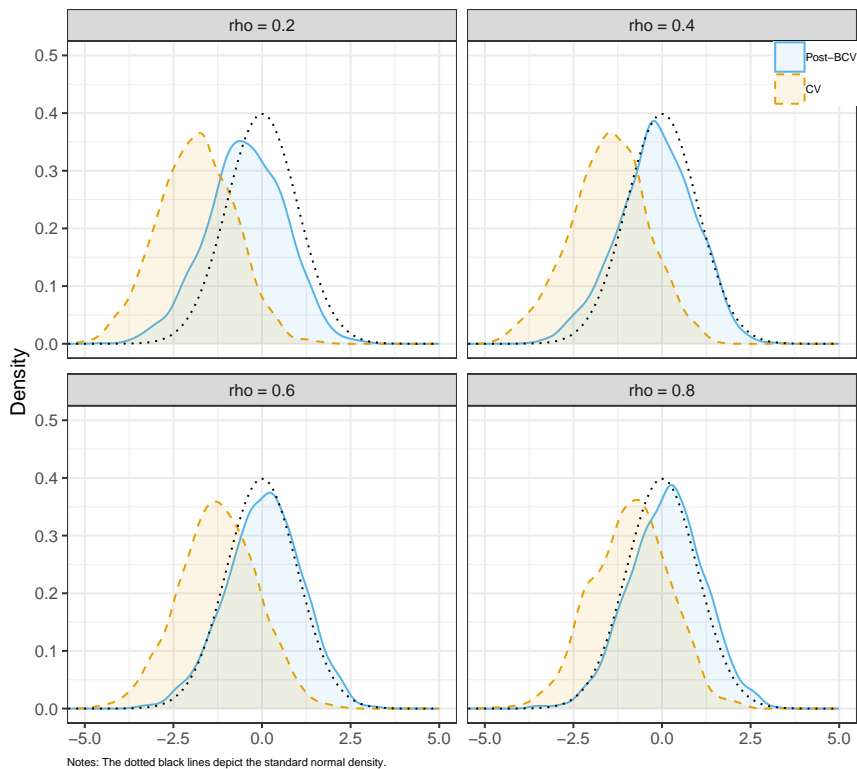 rho = 0.2
rho = 0.4
0.5
0.4
0.3
0.2
0.1
0.0
Post−BCV
CV
Density
rho = 0.6
rho = 0.8
0.5
0.4
0.3
0.2
0.1
0.0
−5.0 −2.5 0.0 2.5 5.0
−5.0 −2.5 0.0 2.5 5.0
Notes: The dotted black lines depict the standard normal density.